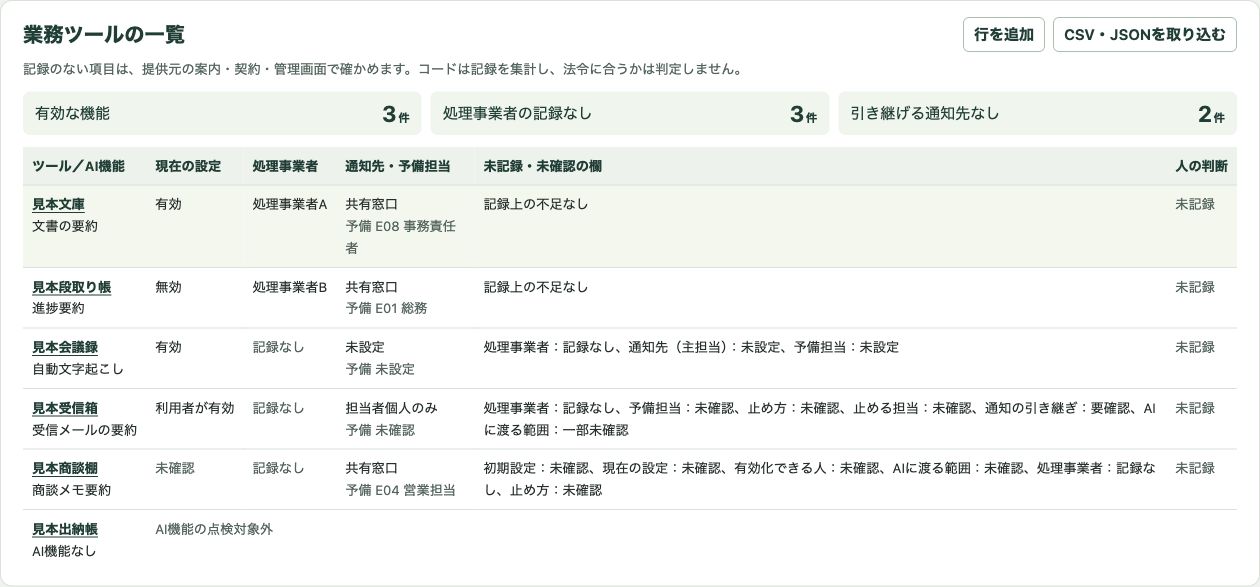 業務ツールの一覧
行を追加
CSV・JSONを取り込む
記録のない項目は、提供元の案内・契約・管理画面で確かめます。コードは記録を集計し、法令に合うかは判定しません。
有効な機能 3件
処理事業者の記録なし 3件
引き継げる通知先なし 2件
ツール／AI機能 現在の設定 処理事業者 通知先・予備担当 未記録・未確認の欄 人の判断
見本文庫 有効 処理事業者A 共有窓口 記録上の不足なし 未記録
文書の要約 予備 E08 事務責任
者
見本段取り帳 無効 処理事業者B 共有窓口 記録上の不足なし 未記録
進捗要約 予備 E01 総務
見本会議録 有効 記録なし 未設定 処理事業者：記録なし、通知先（主担当）：未設定、予備担当：未設定 未記録
自動文字起こし 予備 未設定
見本受信箱 利用者が有効 記録なし 担当者個人のみ 処理事業者：記録なし、予備担当：未確認、止め方：未確認、止める担当：未確認、通知の引き継ぎ：要確認、AI 未記録
受信メールの要約 予備 未確認 に渡る範囲：一部未確認
見本商談棚 未確認 記録なし 共有窓口 初期設定：未確認、現在の設定：未確認、有効化できる人：未確認、AIに渡る範囲：未確認、処理事業者：記録な 未記録
商談メモ要約 予備 E04 営業担当 し、止め方：未確認
見本出納帳 AI機能の点検対象外
AI機能なし